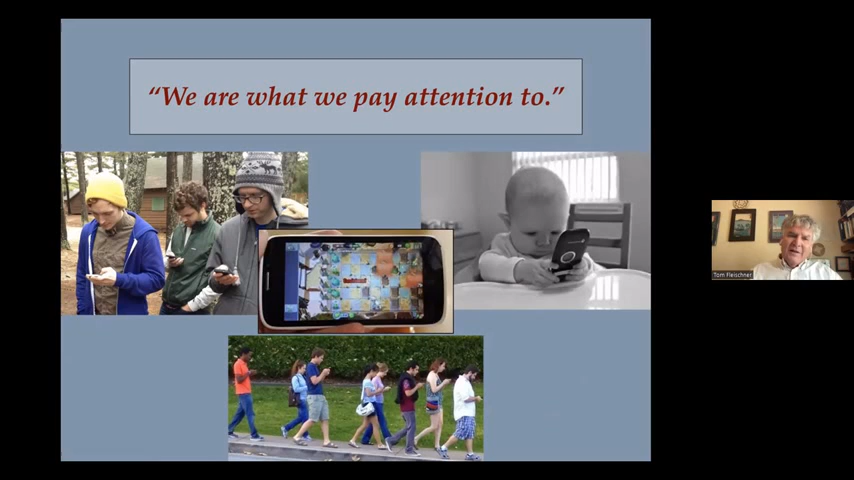 “We are what we pay attention to.”
Tom Fleischner